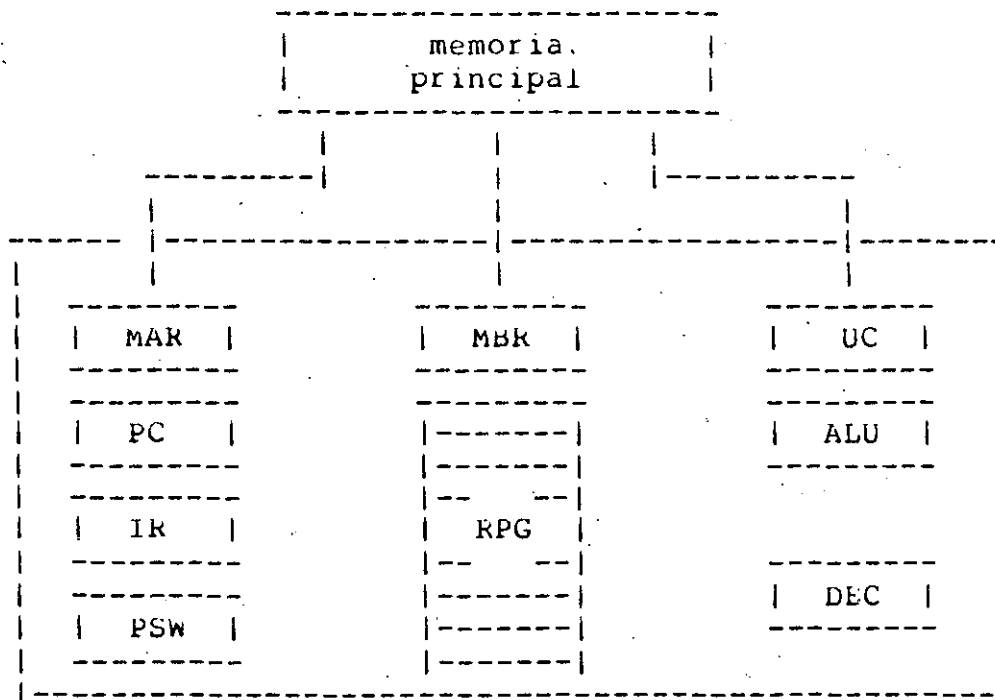 memoria.
principal
MAR MBR UC
PC ALU
IR RPG
DEC
PSW